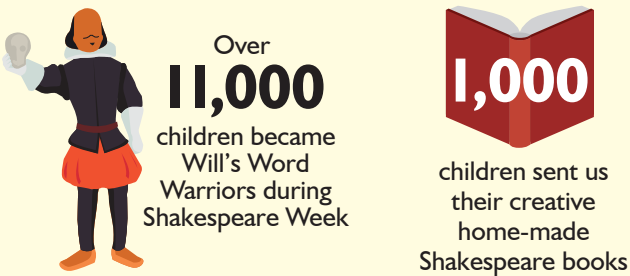 Over
11,000
children became
Will's Word
Warriors during
Shakespeare Week
1,000
children sent us
their creative
home-made
Shakespeare books